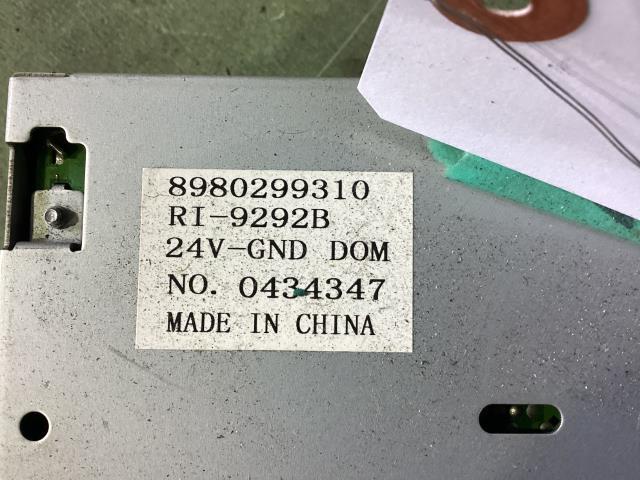 8980299310
RI-9292B
24V-GND DOM
NO. 0434347
MADE IN CHINA